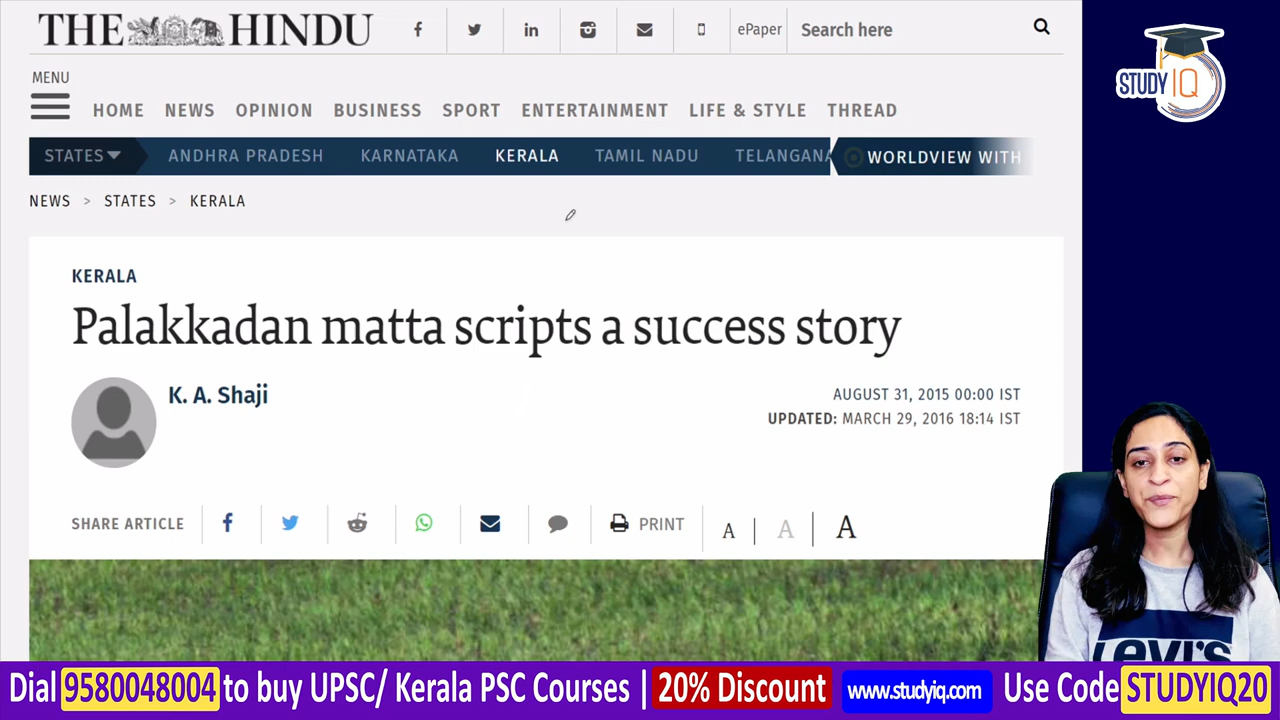 THE HINDU
ePaper
Search here
MENU
HOME NEWS OPINION BUSINESS SPORT ENTERTAINMENT LIFE & STYLE THREAD
STATES ANDHRA PRADESH KARNATAKA KERALA TAMIL NADU TELANGANA WORLDVIEW WITH
NEWS > STATES > KERALA
KERALA
Palakkadan matta scripts a success story
K. A. Shaji
AUGUST 31, 2015 00:00 IST
UPDATED: MARCH 29, 2016 18:14 IST
SHARE ARTICLE
PRINT
A | A | A
STUDY IQ
LEVI'S
Dial 9580048004 to buy UPSC/ Kerala PSC Courses | 20% Discount www.studyiq.com Use Code STUDYIQ20